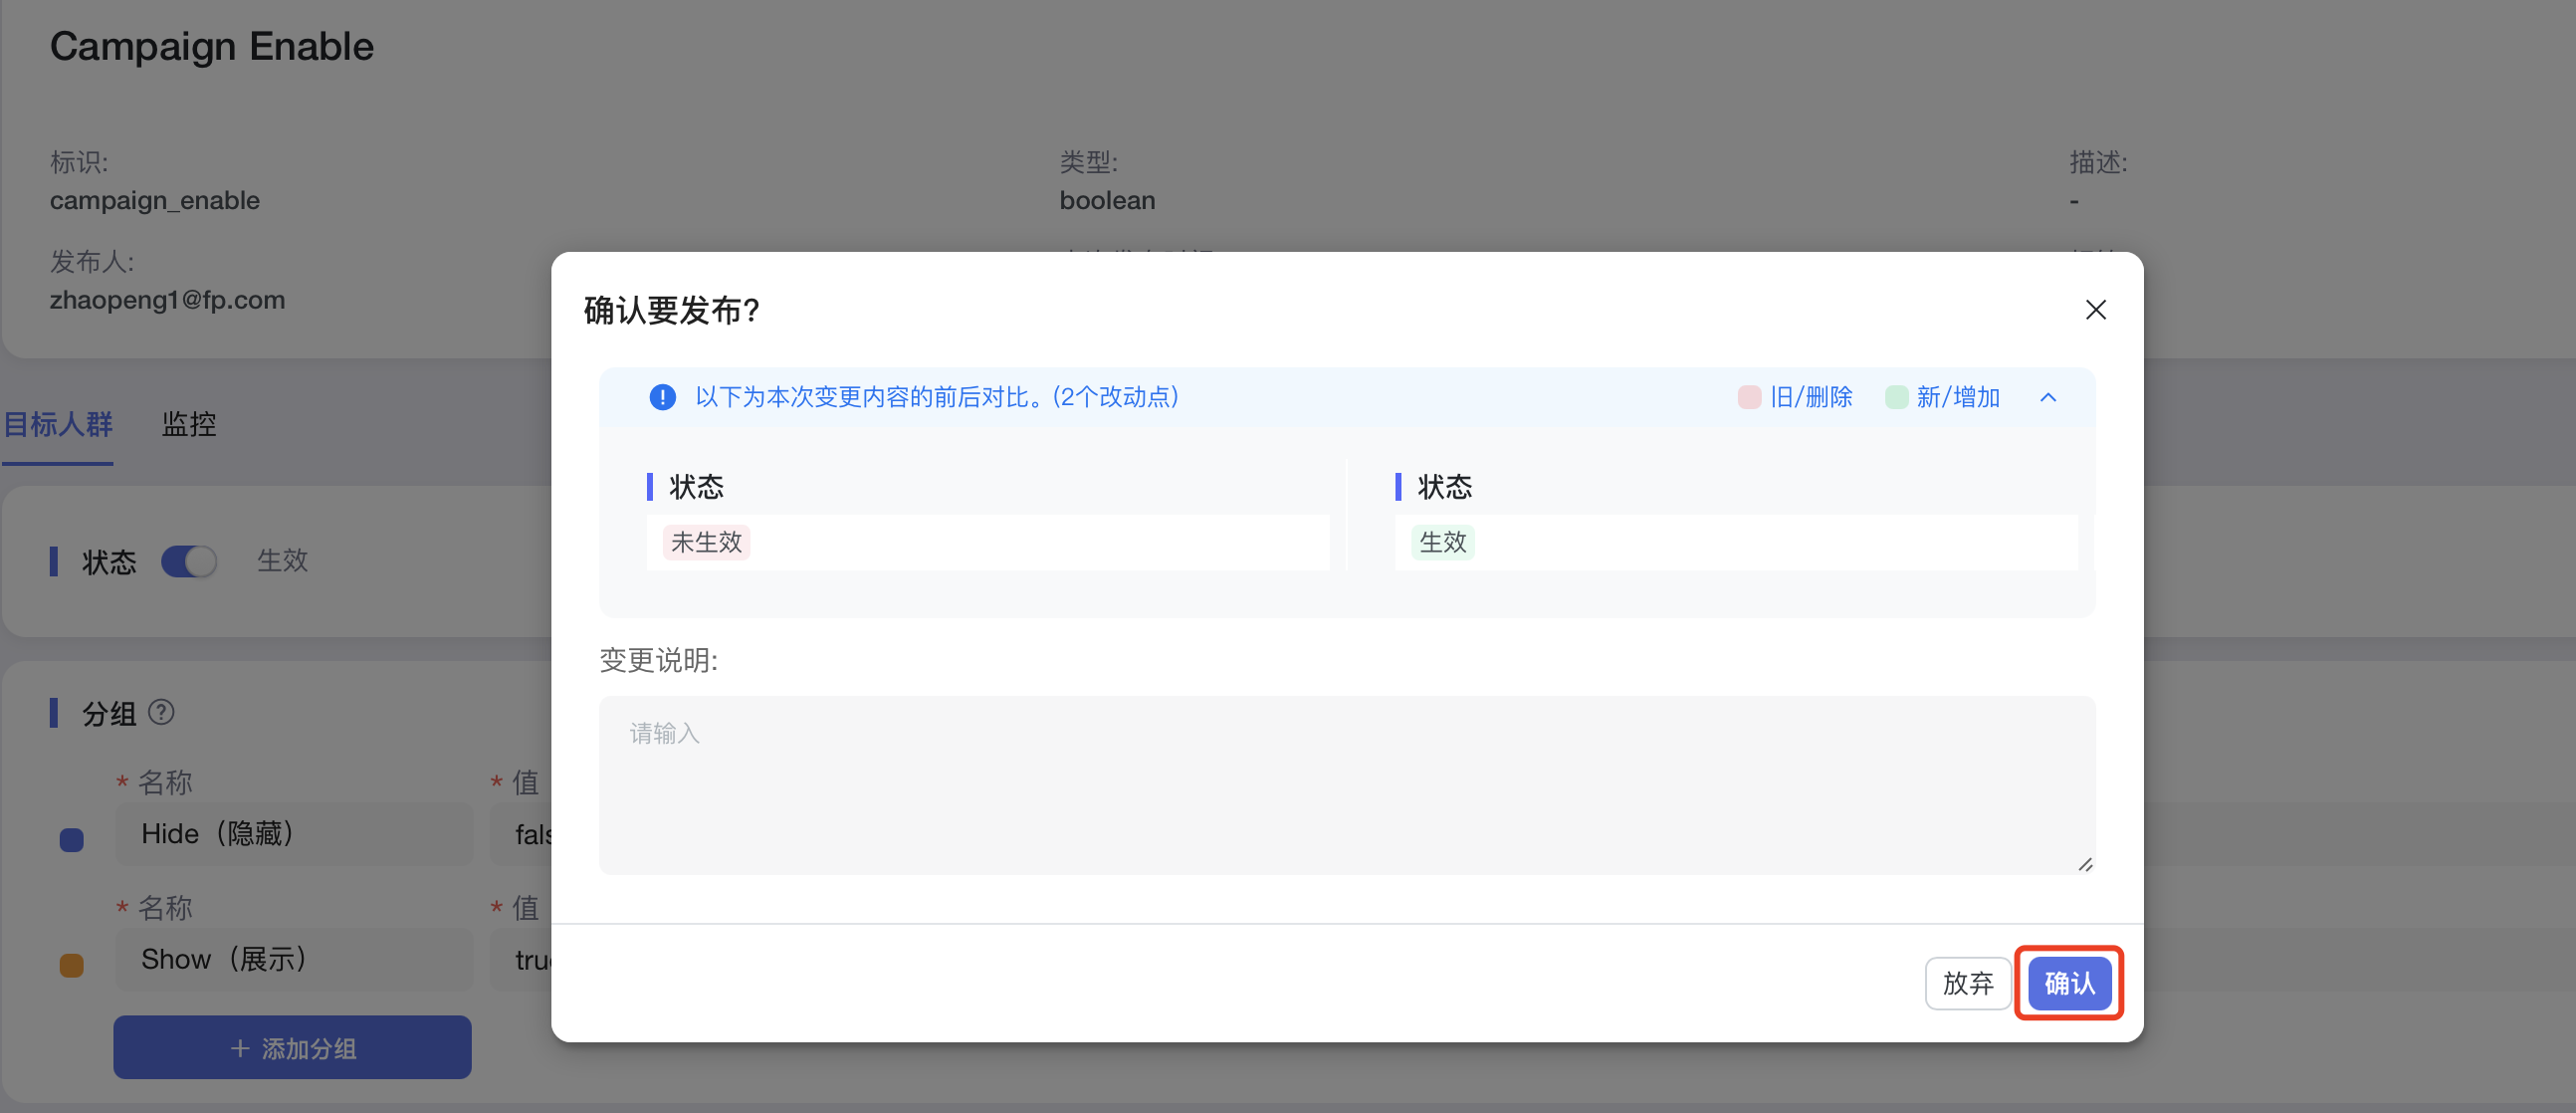 Campaign Enable
标识:
campaign_enable
类型:
boolean
描述:
-
发布人:
zhaopeng1@fp.com
目标人群
监控
状态
生效
分组
* 名称
* 值
Hide（隐藏）
* 名称
* 值
Show（展示）
+ 添加分组
确认要发布?
以下为本次变更内容的前后对比。(2个改动点)
旧/删除
新/增加
状态
未生效
状态
生效
变更说明:
请输入
放弃
确认